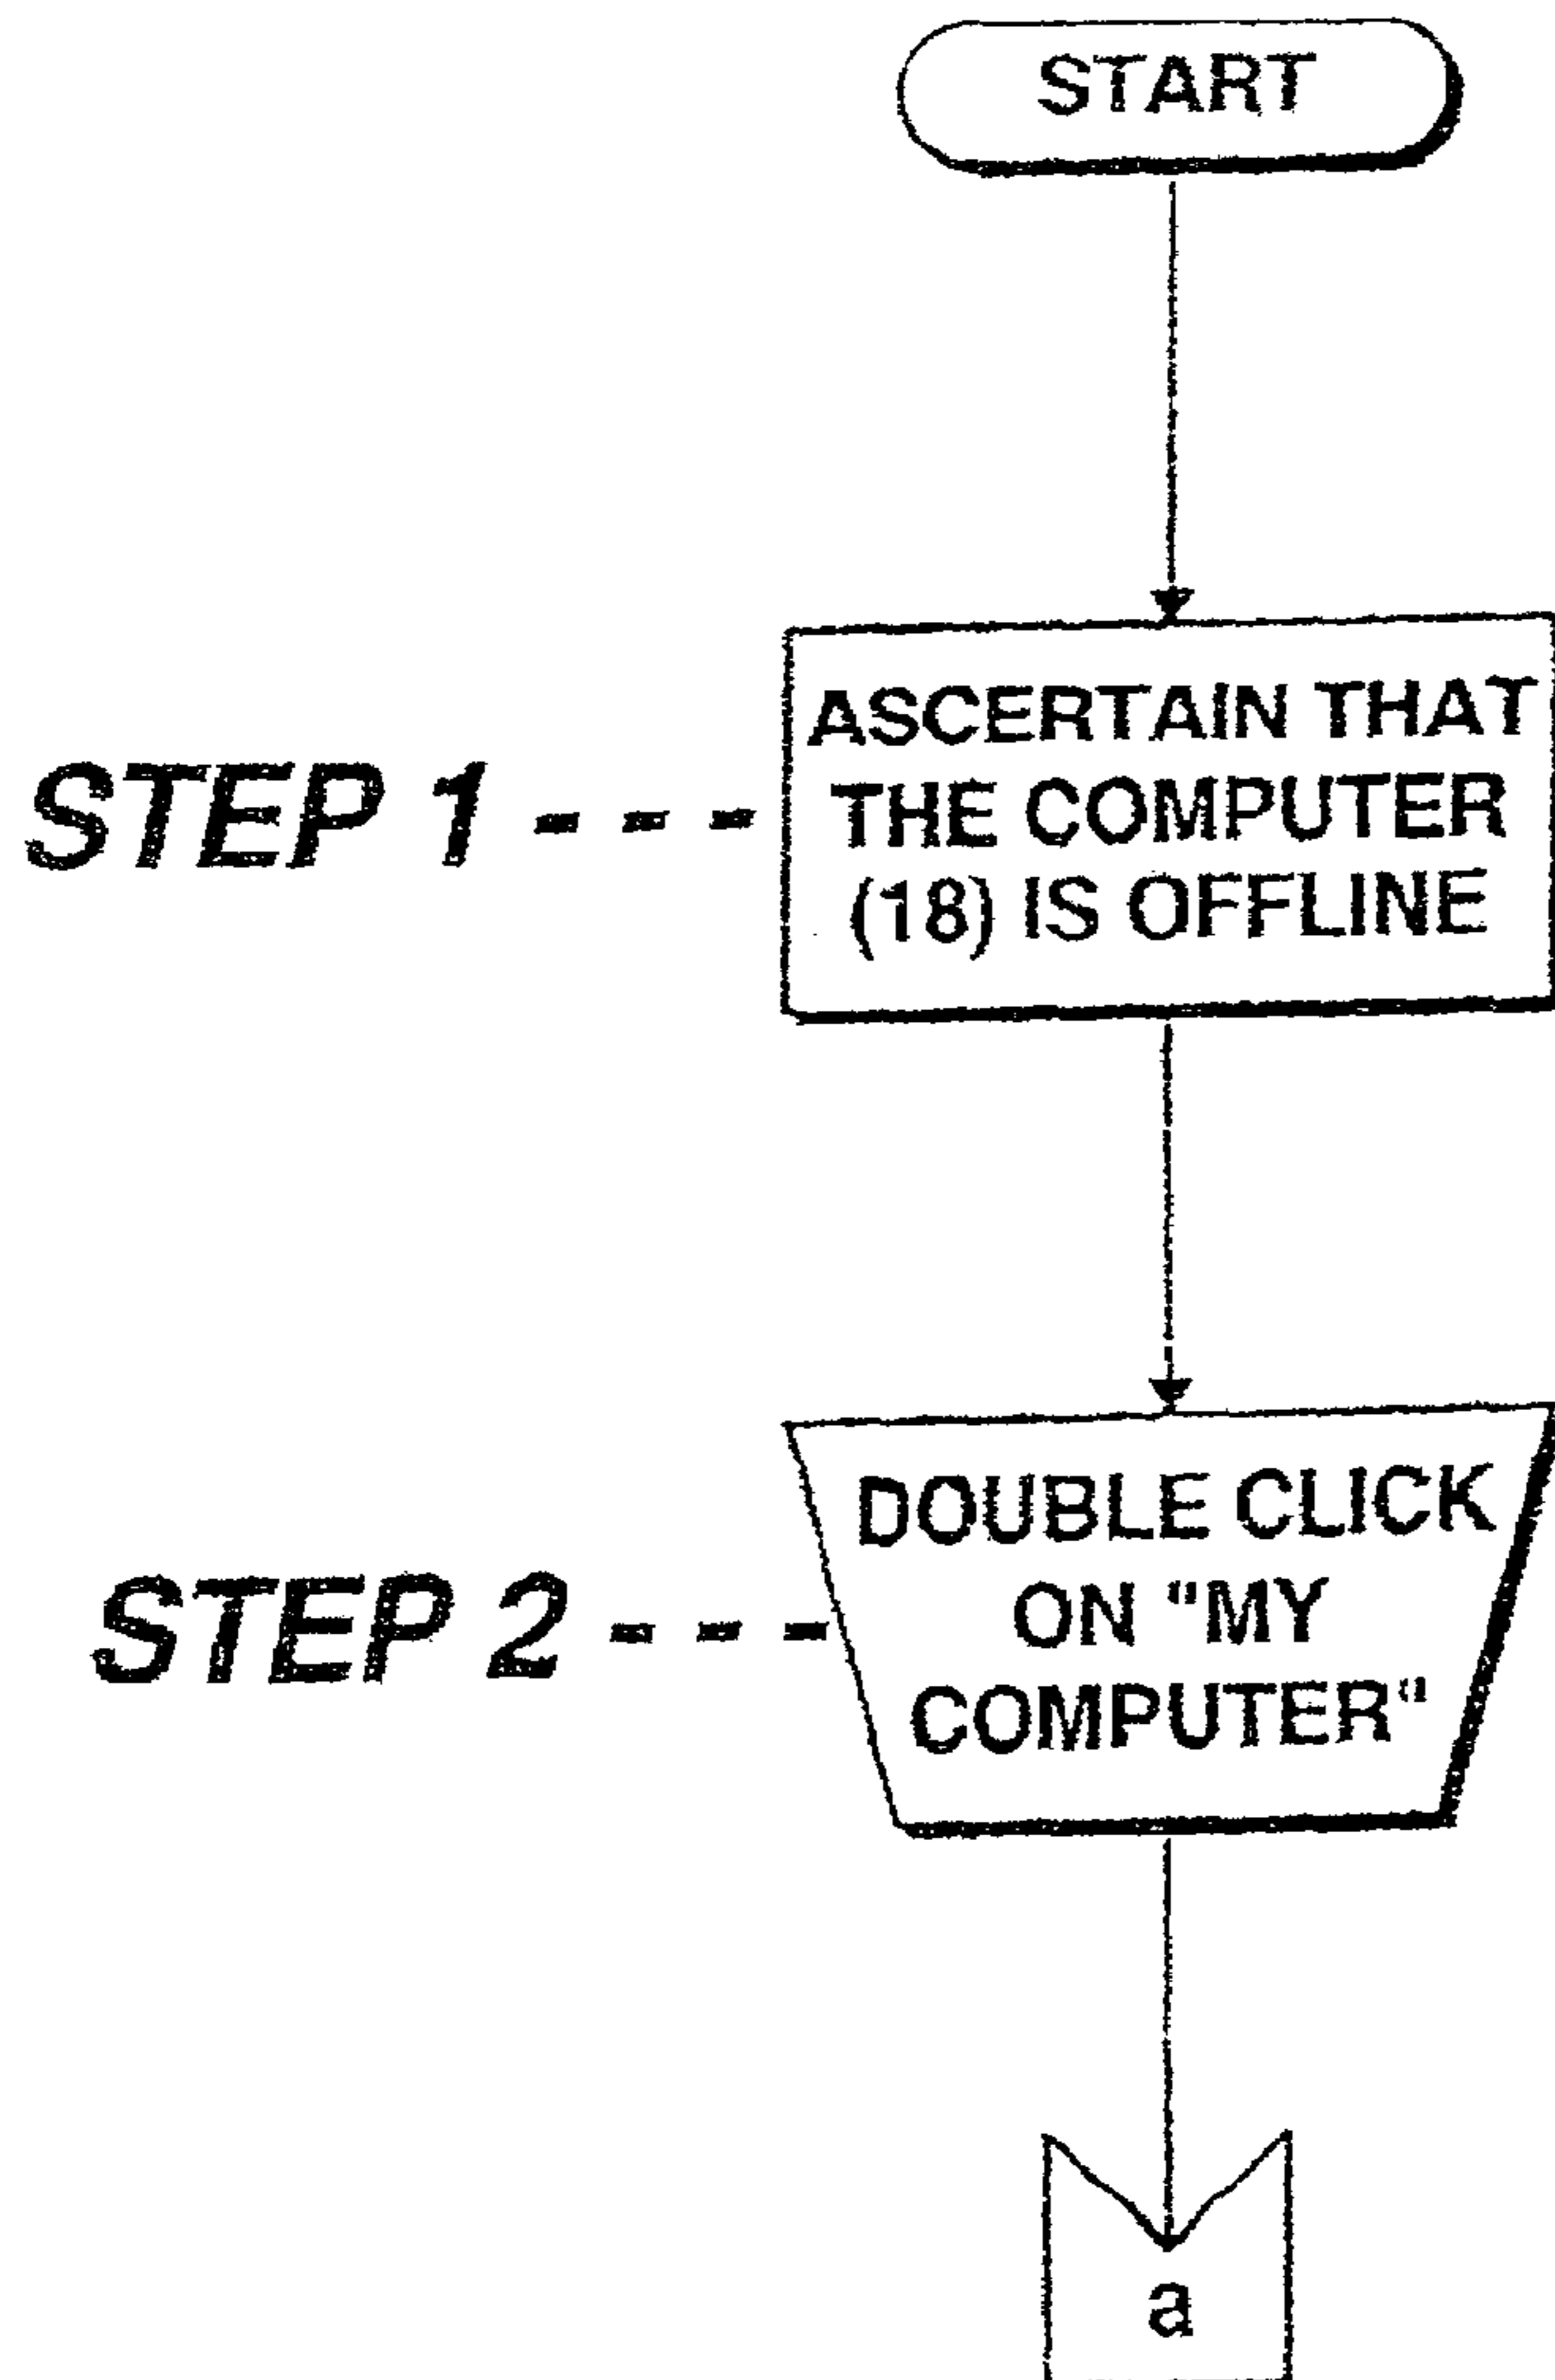 START
STEP 1
ASCERTAIN THAT
THE COMPUTER
(18) IS OFFLINE
STEP 2
DOUBLE CLICK
ON "MY
COMPUTER"
a